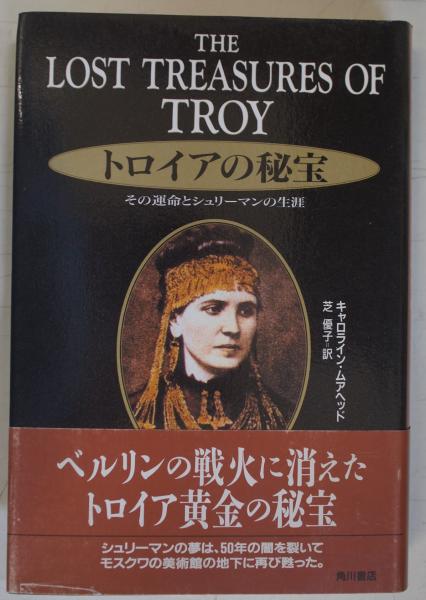 THE
LOST TREASURES OF
TROY
トロイアの秘宝
その運命とシュリーマンの生涯
キャロライン・ムアヘッド
芝 優子=訳
ベルリンの戦火に消えた
トロイア黄金の秘宝
シュリーマンの夢は、50年の闇を裂いて
モスクワの美術館の地下に再び甦った。
角川書店